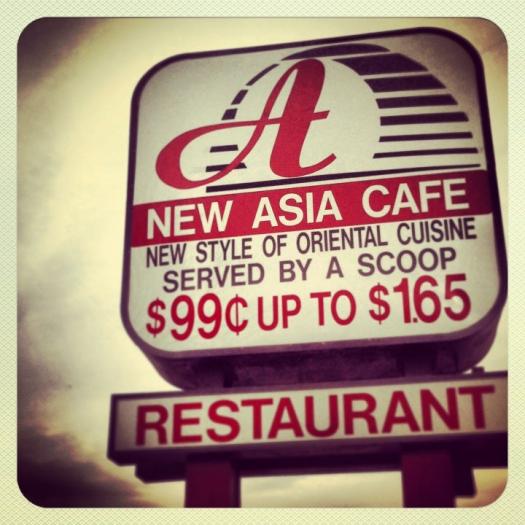 A
NEW ASIA CAFE
NEW STYLE OF ORIENTAL CUISINE
SERVED BY A SCOOP
$99¢ UP TO $1.65
RESTAURANT